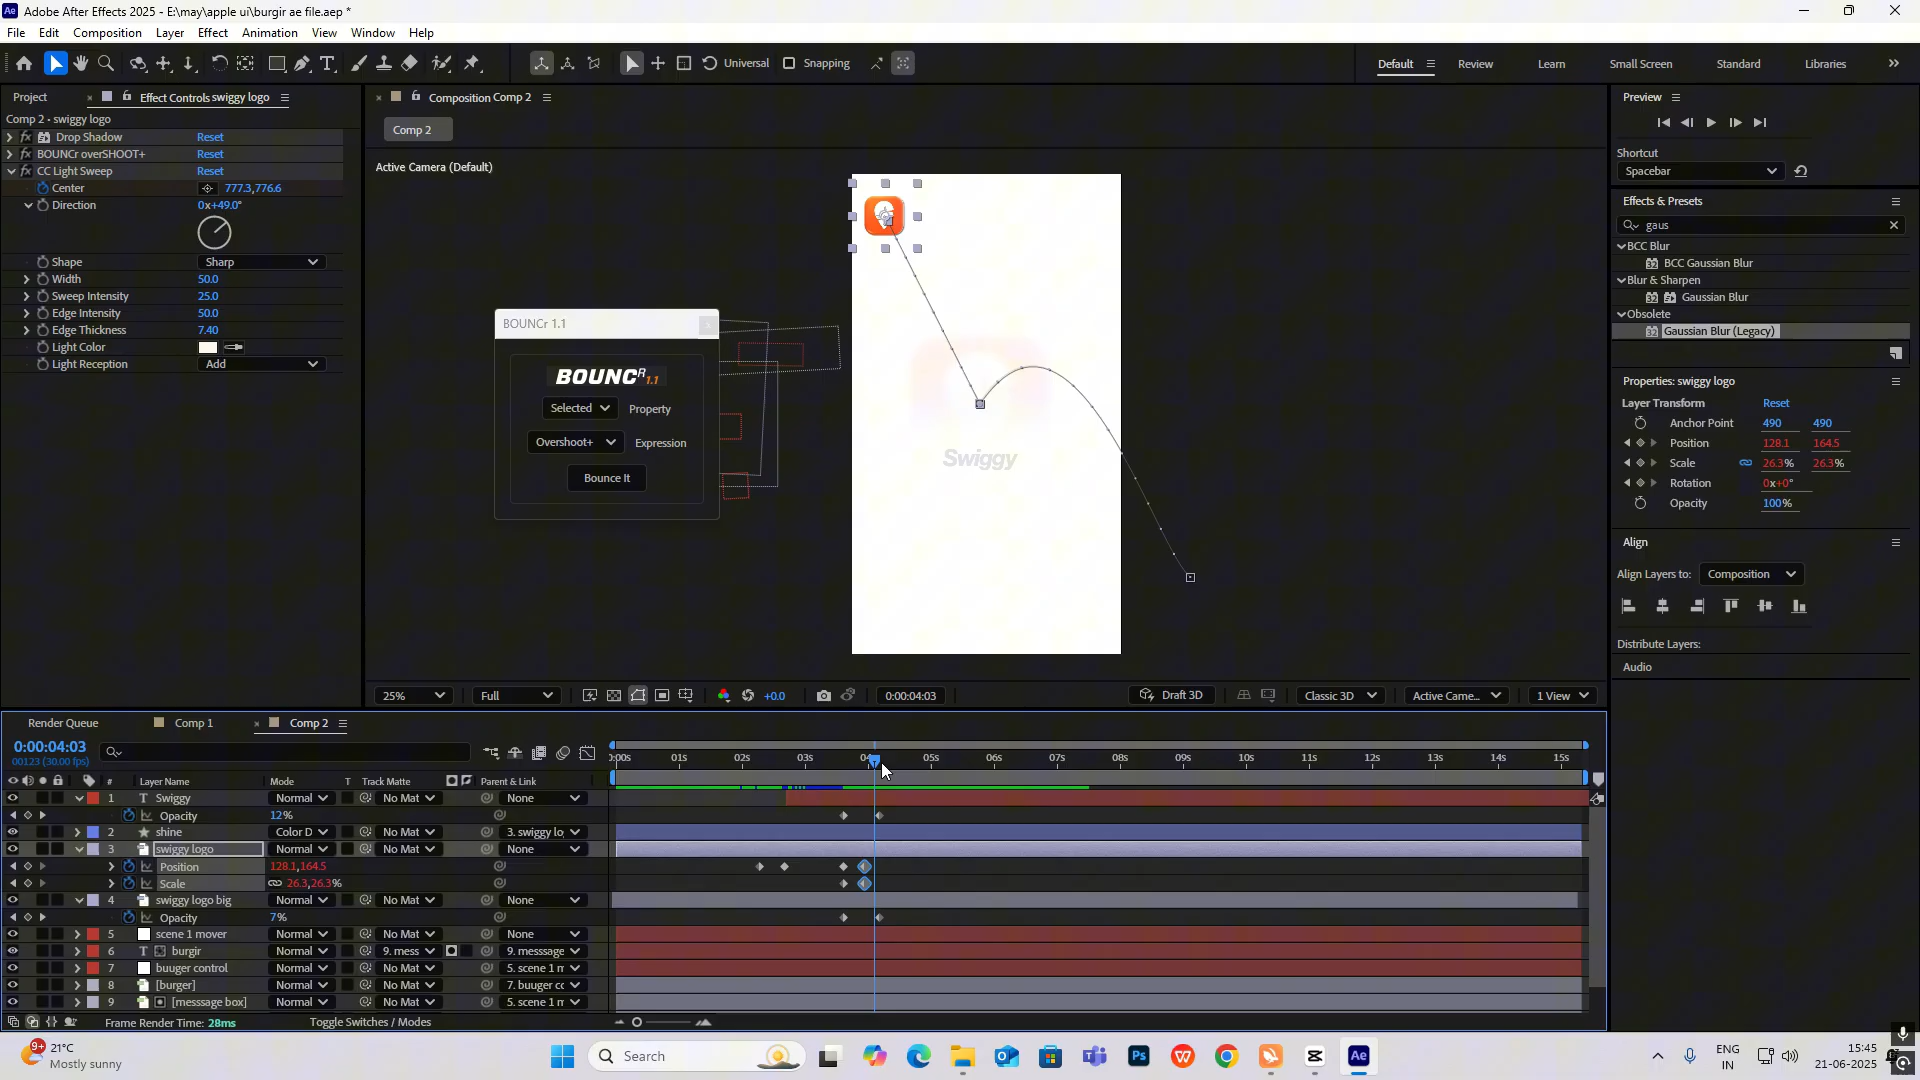 Adobe After Effects 2025 - E:\may\apple ui\burgir ae file.aep *
File Edit Composition Layer Effect Animation View Window Help
Universal Snapping Default Review Learn Small Screen Standard Libraries
Project Effect Controls swiggy logo
Comp 2 - swiggy logo
fx Drop Shadow Reset
fx BOUNCr overSHOOT+ Reset
fx CC Light Sweep Reset
Center 777.3,776.6
Direction 0x+49.0°
Shape Sharp
Width 50.0
Sweep Intensity 25.0
Edge Intensity 50.0
Edge Thickness 7.40
Light Color
Light Reception Add
Composition Comp 2
Comp 2
Active Camera (Default)
BOUNCr 1.1
BOUNCR 1.1
Selected Property
Overshoot+ Expression
Bounce It
Swiggy
25% Full +0.0 0:00:04:03 Draft 3D Classic 3D Active Came... 1 View
Preview
Shortcut
Spacebar
Effects & Presets
gaus
BCC Blur
32 BCC Gaussian Blur
Blur & Sharpen
32 Gaussian Blur
Obsolete
32 Gaussian Blur (Legacy)
Properties: swiggy logo
Layer Transform Reset
Anchor Point 490 490
Position 128.1 164.5
Scale 26.3% 26.3%
Rotation 0x+0°
Opacity 100%
Align
Align Layers to: Composition
Distribute Layers:
Audio
Render Queue Comp 1 Comp 2
0:00:04:03
00123 (30.00 fps)
):00s 01s 02s 03s 04 05s 06s 07s 08s 09s 10s 11s 12s 13s 14s 15s
# Layer Name Mode T Track Matte Parent & Link
1 T Swiggy Normal No Mat None
Opacity 12%
2 shine Color D No Mat 3. swiggy lo
3 swiggy logo Normal No Mat None
Position 128.1,164.5
Scale 26.3,26.3%
4 swiggy logo big Normal No Mat None
Opacity 7%
5 scene 1 mover Normal No Mat None
6 T burgir Normal 9. mess 9. messsage
7 buuger control Normal No Mat 5. scene 1 m
8 [burger] Normal No Mat 7. buuger co
9 [messsage box] Normal No Mat 5. scene 1 m
Frame Render Time: 28ms Toggle Switches / Modes
9+ 21°C
Mostly sunny
Search
Ps
Ae
ENG
IN
15:45
21-06-2025